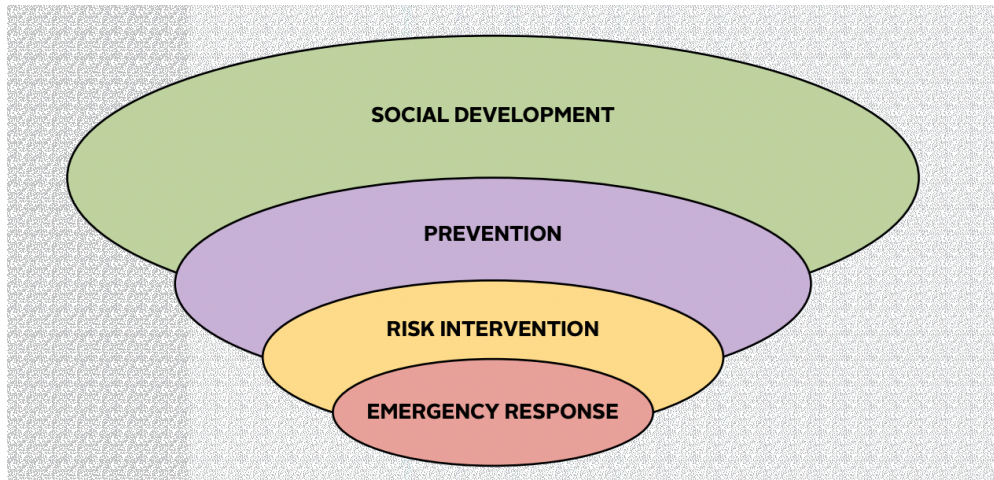 SOCIAL DEVELOPMENT
PREVENTION
RISK INTERVENTION
EMERGENCY RESPONSE